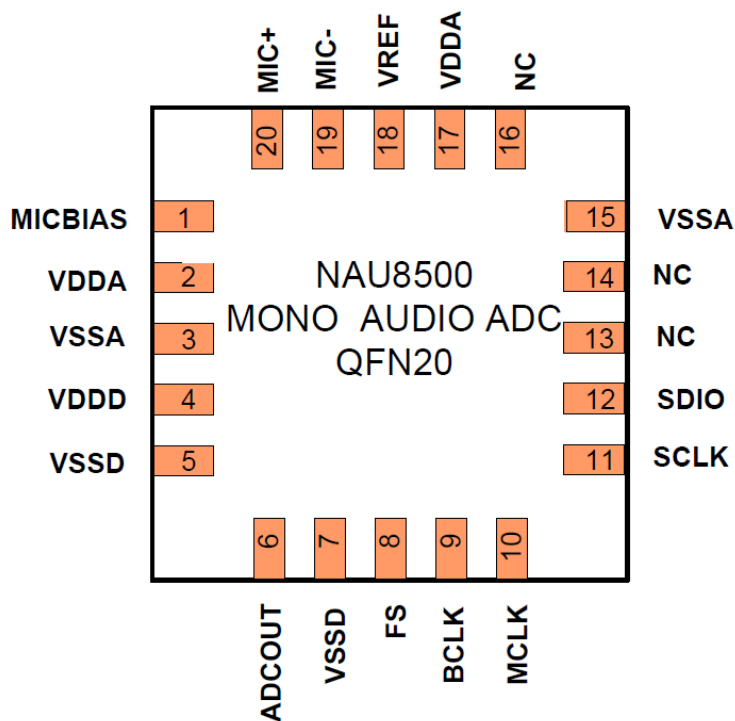 MIC+ MIC- VREF VDDA NC
20 19 18 17 16
MICBIAS 1 15 VSSA
VDDA 2 NAU8500 14 NC
MONO AUDIO ADC
VSSA 3 13 NC
QFN20
VDDD 4 12 SDIO
VSSD 5 11 SCLK
6 7 8 9 10
ADCOUT VSSD FS BCLK MCLK